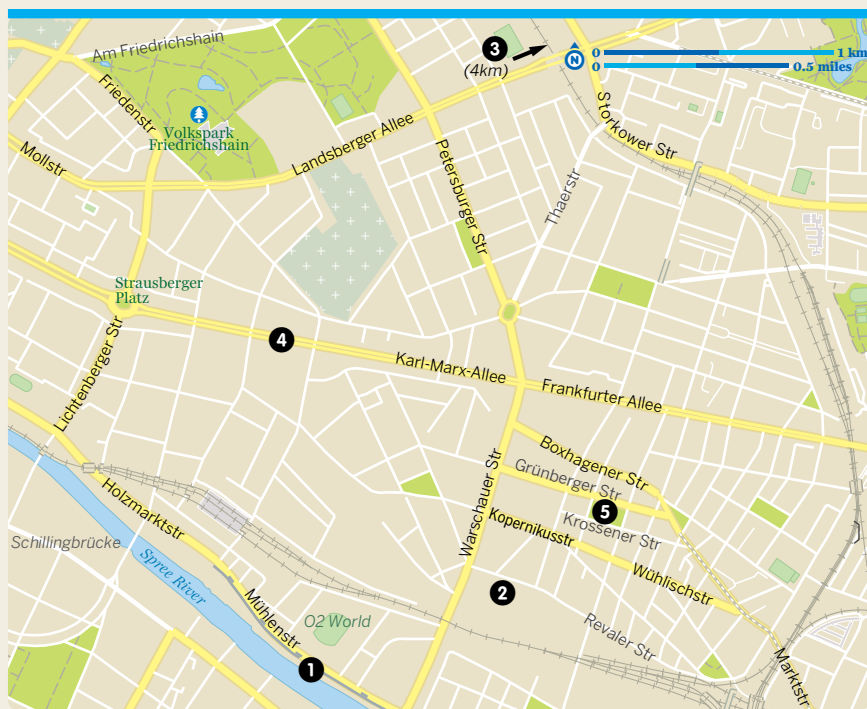 Am Friedrichshain
3
(4km)
N
0
1 km
0
0.5 miles
Friedenstr
Volkspark
Friedrichshain
Mollstr
Landsberger Allee
Petersburger Str
Storkower Str
Thaerstr
Strausberger
Platz
Lichtenberger Str
4
Karl-Marx-Allee
Frankfurter Allee
Boxhagener Str
Grünberger Str
5
Krossener Str
Kopernikusstr
Wühlischstr
Warschauer Str
Holzmarktstr
Schillingbrücke
Spree River
Mühlenstr
O2 World
2
Revaler Str
1
Marktstr